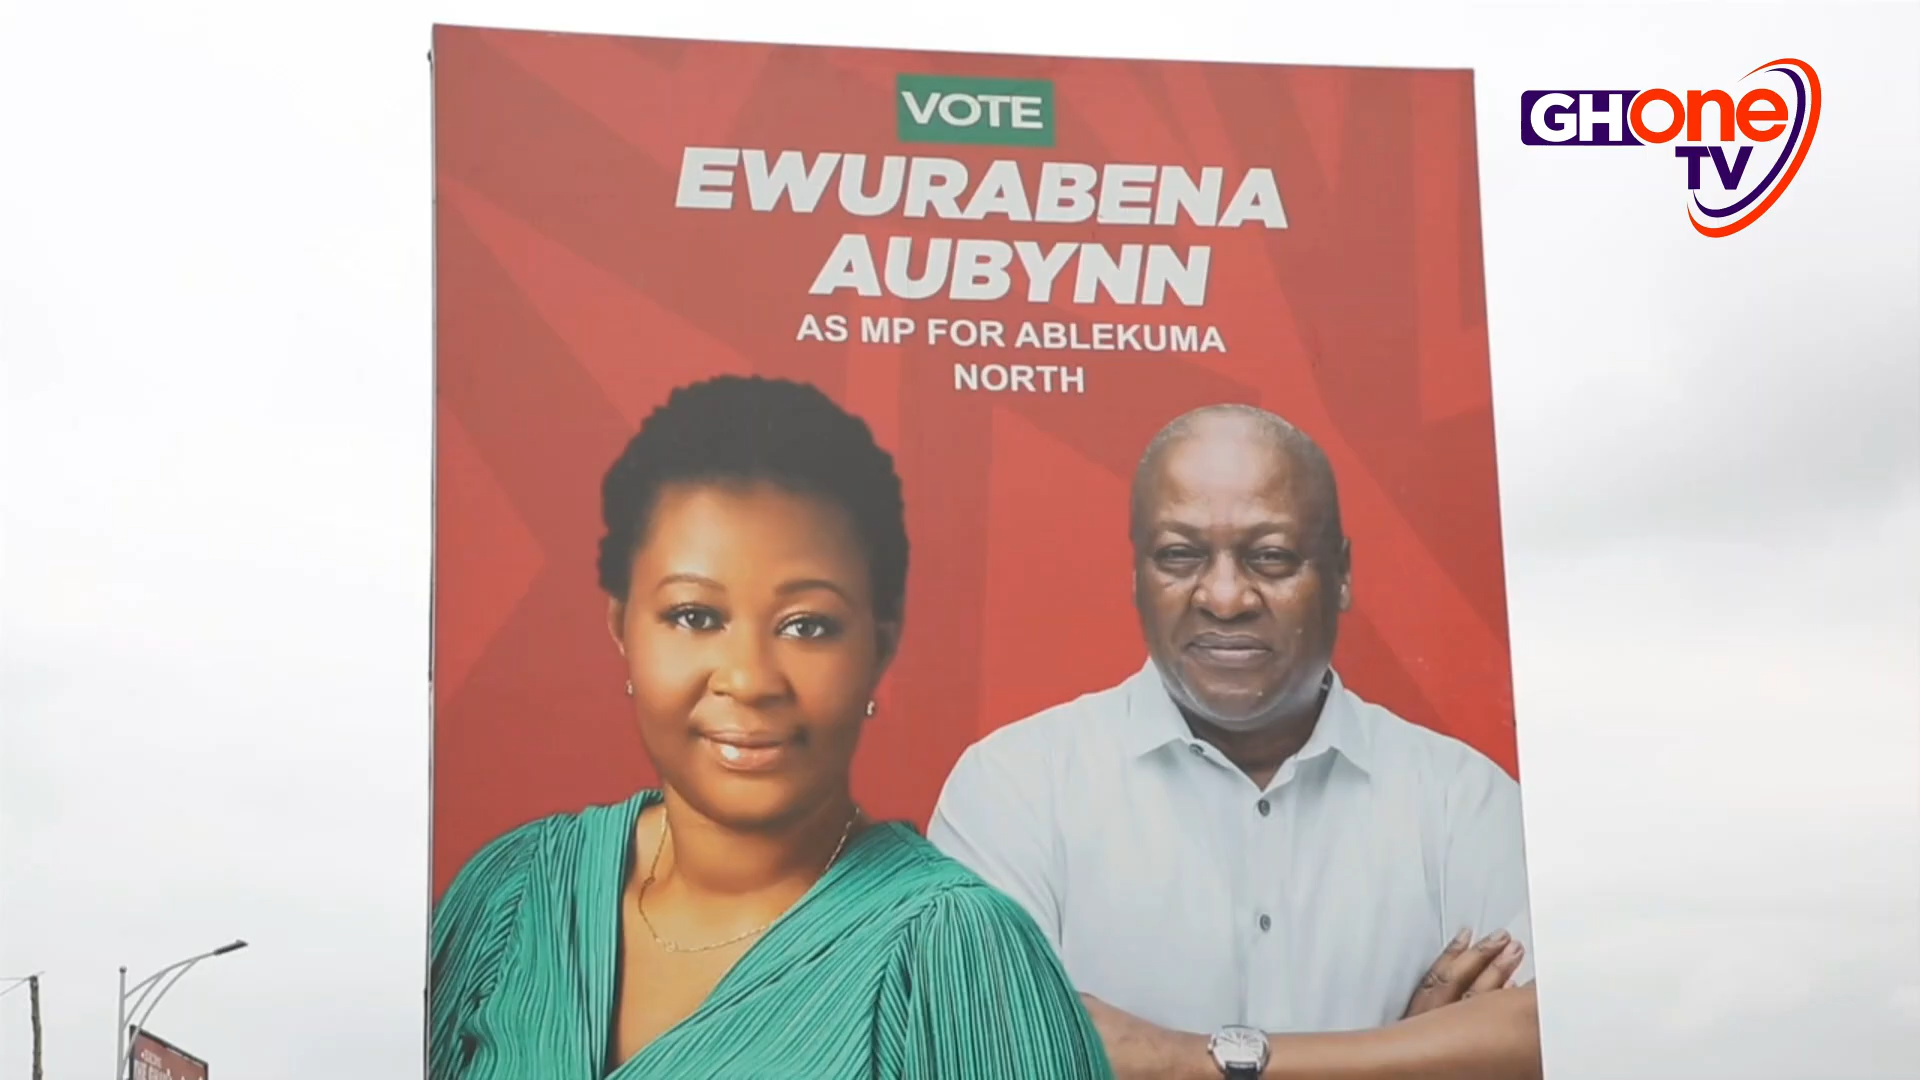 VOTE
EWURABENA
AUBYNN
AS MP FOR ABLEKUMA
NORTH
GHOne
TV